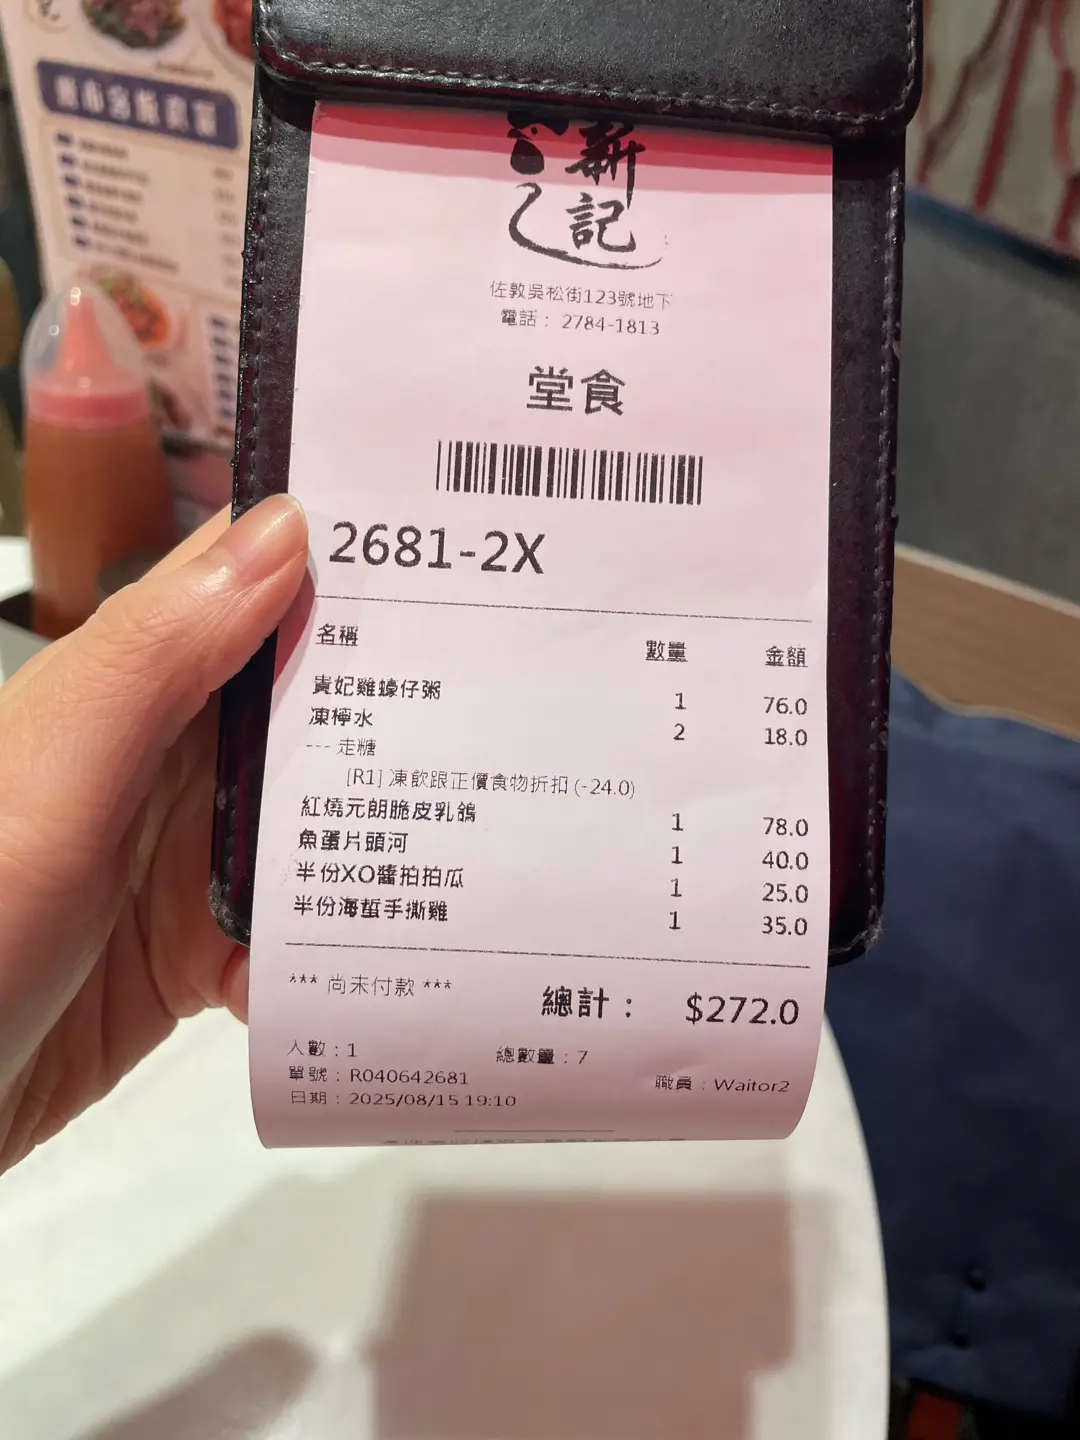 新
記
佐敦吳松街123號地下
電話： 2784-1813
堂食
2681-2X
名稱 數量 金額
貴妃雞蠔仔粥 1 76.0
凍檸水 2 18.0
--- 走糖
[R1] 凍飲跟正價食物折扣 (-24.0)
紅燒元朗脆皮乳鴿 1 78.0
魚蛋片頭河 1 40.0
半份XO醬拍拍瓜 1 25.0
半份海蜇手撕雞 1 35.0
*** 尚未付款 *** 總計： $272.0
人數：1 總數量：7
單號：R040642681 職員：Waitor2
日期：2025/08/15 19:10